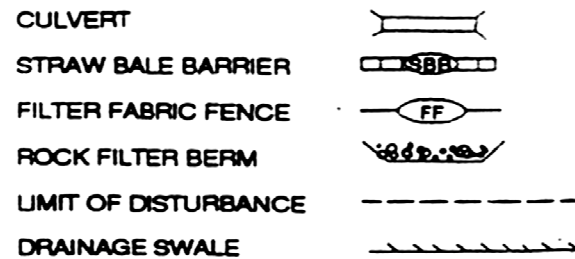 CULVERT
STRAW BALE BARRIER SBB
FILTER FABRIC FENCE FF
ROCK FILTER BERM
LIMIT OF DISTURBANCE
DRAINAGE SWALE